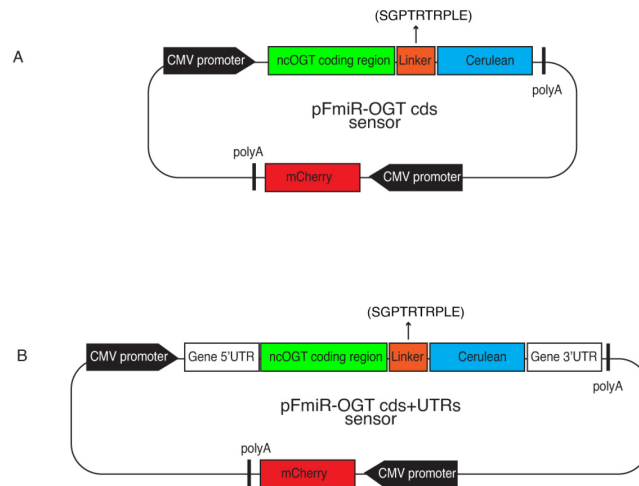 (SGPTRTRPLE)
A
CMV promoter
ncOGT coding region
Linker
Cerulean
polyA
pFmiR-OGT cds
sensor
polyA
mCherry
CMV promoter
(SGPTRTRPLE)
B
CMV promoter
Gene 5'UTR
ncOGT coding region
Linker
Cerulean
Gene 3'UTR
polyA
pFmiR-OGT cds+UTRs
sensor
polyA
mCherry
CMV promoter